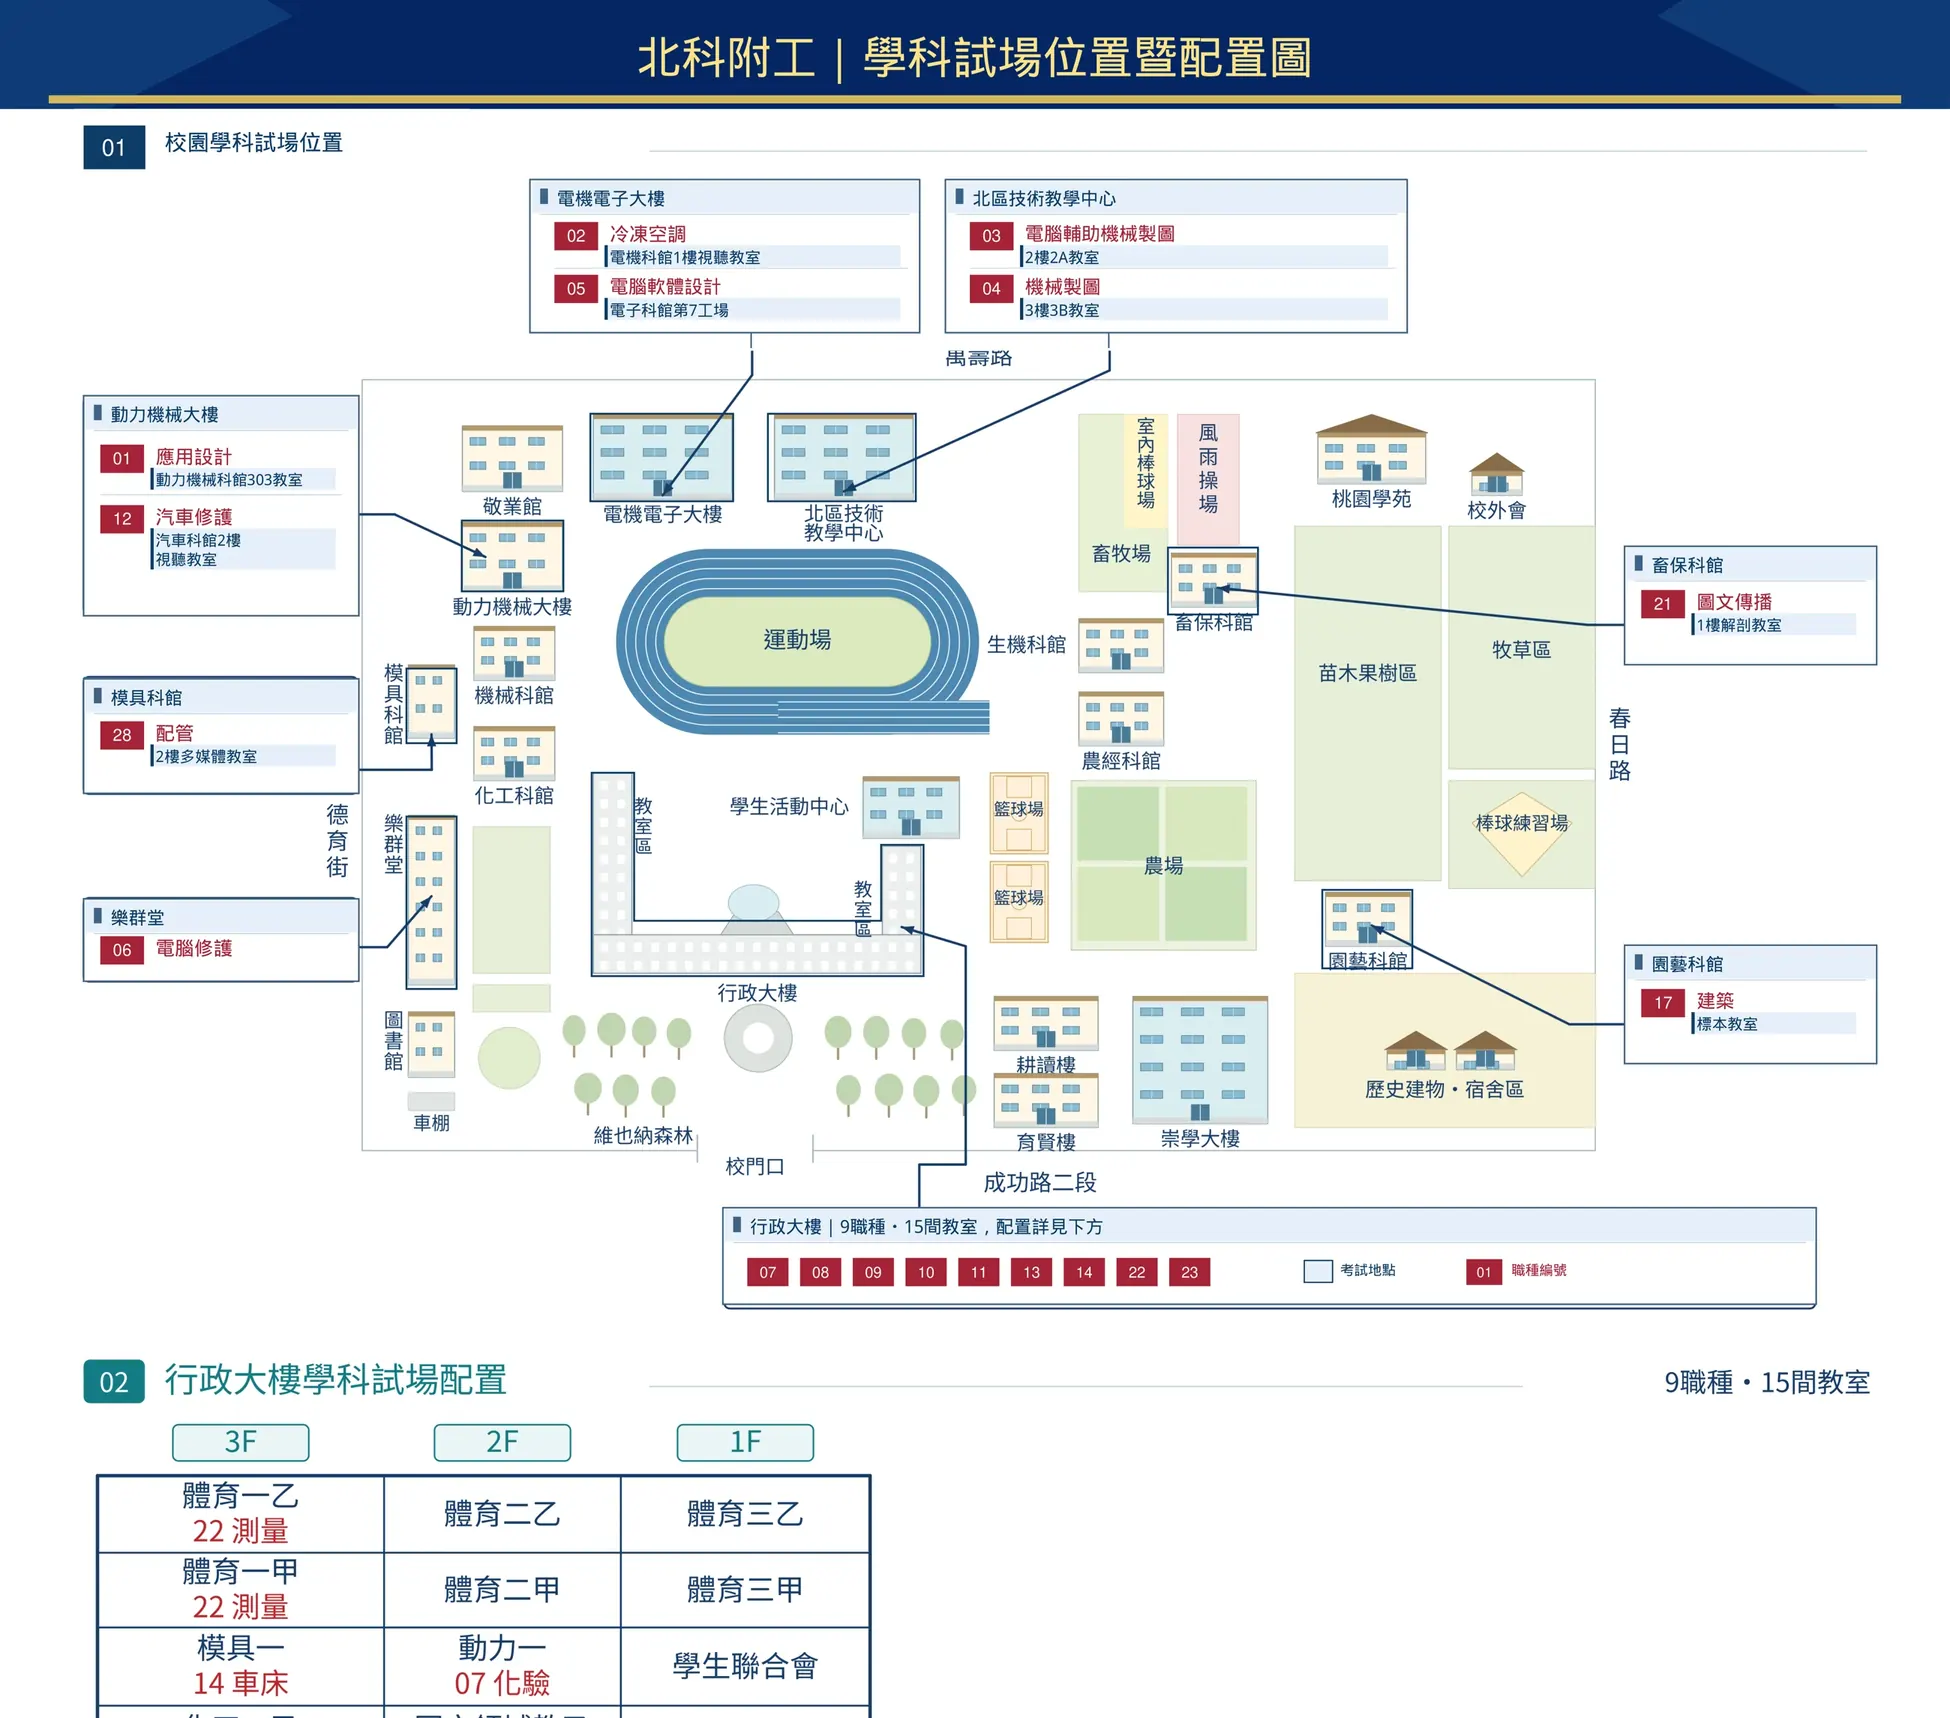 北科附工｜學科試場位置暨配置圖
01 校園學科試場位置
電機電子大樓
02 冷凍空調
電機科館1樓視聽教室
05 電腦軟體設計
電子科館第7工場
北區技術教學中心
03 電腦輔助機械製圖
2樓2A教室
04 機械製圖
3樓3B教室
萬壽路
動力機械大樓
01 應用設計
動力機械科館303教室
12 汽車修護
汽車科館2樓
視聽教室
模具科館
28 配管
2樓多媒體教室
德育街
樂群堂
06 電腦修護
敬業館
電機電子大樓
北區技術
教學中心
動力機械大樓
模具科館
機械科館
化工科館
樂群堂
圖書館
車棚
運動場
教室區
學生活動中心
教室區
行政大樓
維也納森林
校門口
室內棒球場
風雨操場
畜牧場
畜保科館
生機科館
農經科館
籃球場
籃球場
農場
耕讀樓
育賢樓
崇學大樓
桃園學苑
校外會
苗木果樹區
牧草區
棒球練習場
園藝科館
歷史建物・宿舍區
春日路
成功路二段
畜保科館
21 圖文傳播
1樓解剖教室
園藝科館
17 建築
標本教室
行政大樓｜9職種・15間教室，配置詳見下方
07 08 09 10 11 13 14 22 23
考試地點
01 職種編號
02 行政大樓學科試場配置
9職種・15間教室
3F 2F 1F
體育一乙
22 測量
體育二乙
體育三乙
體育一甲
22 測量
體育二甲
體育三甲
模具一
14 車床
動力一
07 化驗
學生聯合會